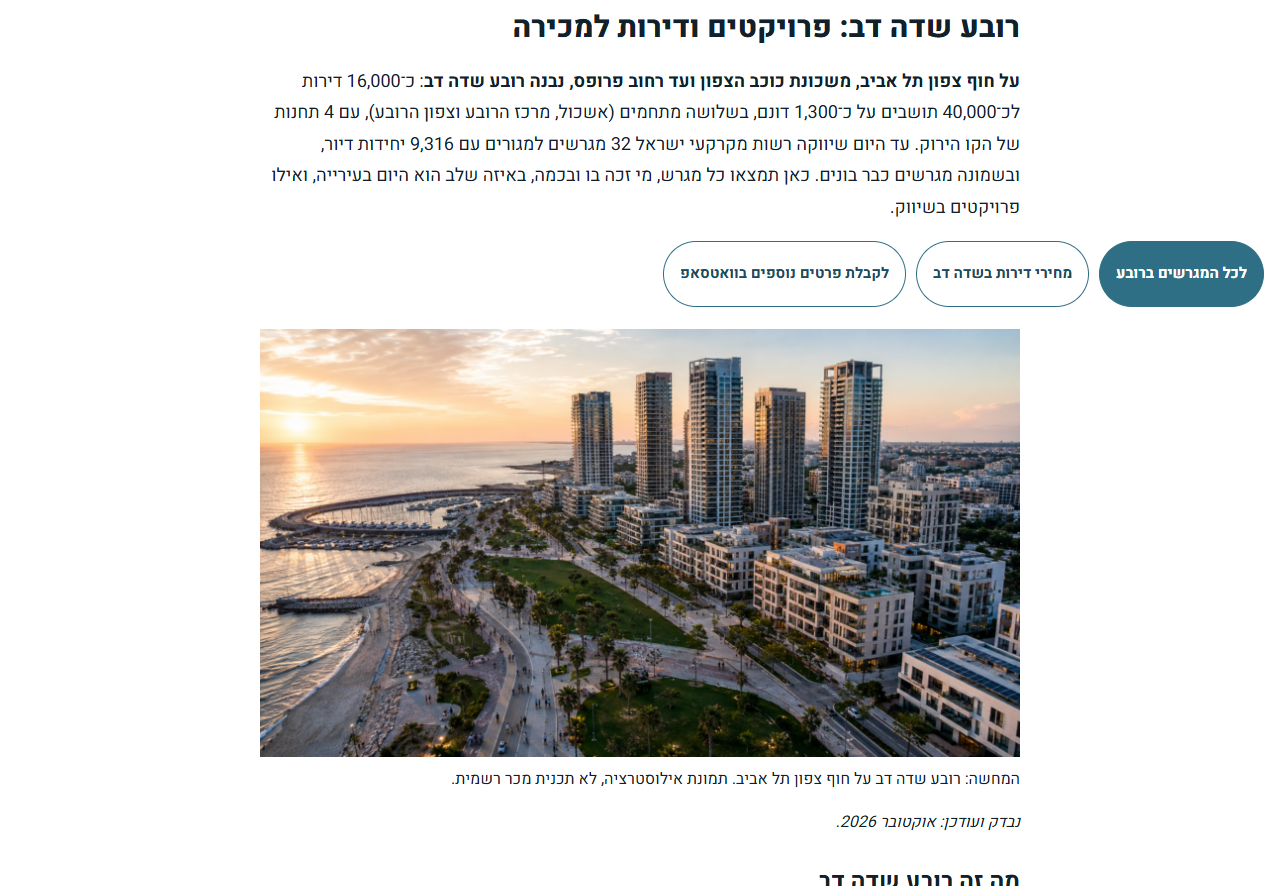 רובע שדה דב: פרויקטים ודירות למכירה
על חוף צפון תל אביב, משכונת כוכב הצפון ועד רחוב פרופס, נבנה רובע שדה דב: כ־16,000 דירות
לכ־40,000 תושבים על כ־1,300 דונם, בשלושה מתחמים (אשכול, מרכז הרובע וצפון הרובע), עם 4 תחנות
של הקו הירוק. עד היום שיווקה רשות מקרקעי ישראל 32 מגרשים למגורים עם 9,316 יחידות דיור,
ובשמונה מגרשים כבר בונים. כאן תמצאו כל מגרש, מי זכה בו ובכמה, באיזה שלב הוא היום בעירייה, ואילו
פרויקטים בשיווק.
לכל המגרשים ברובע
מחירי דירות בשדה דב
לקבלת פרטים נוספים בוואטסאפ
המחשה: רובע שדה דב על חוף צפון תל אביב. תמונת אילוסטרציה, לא תכנית מכר רשמית.
נבדק ועודכן: אוקטובר 2026.
מה זה רובע שדה דב